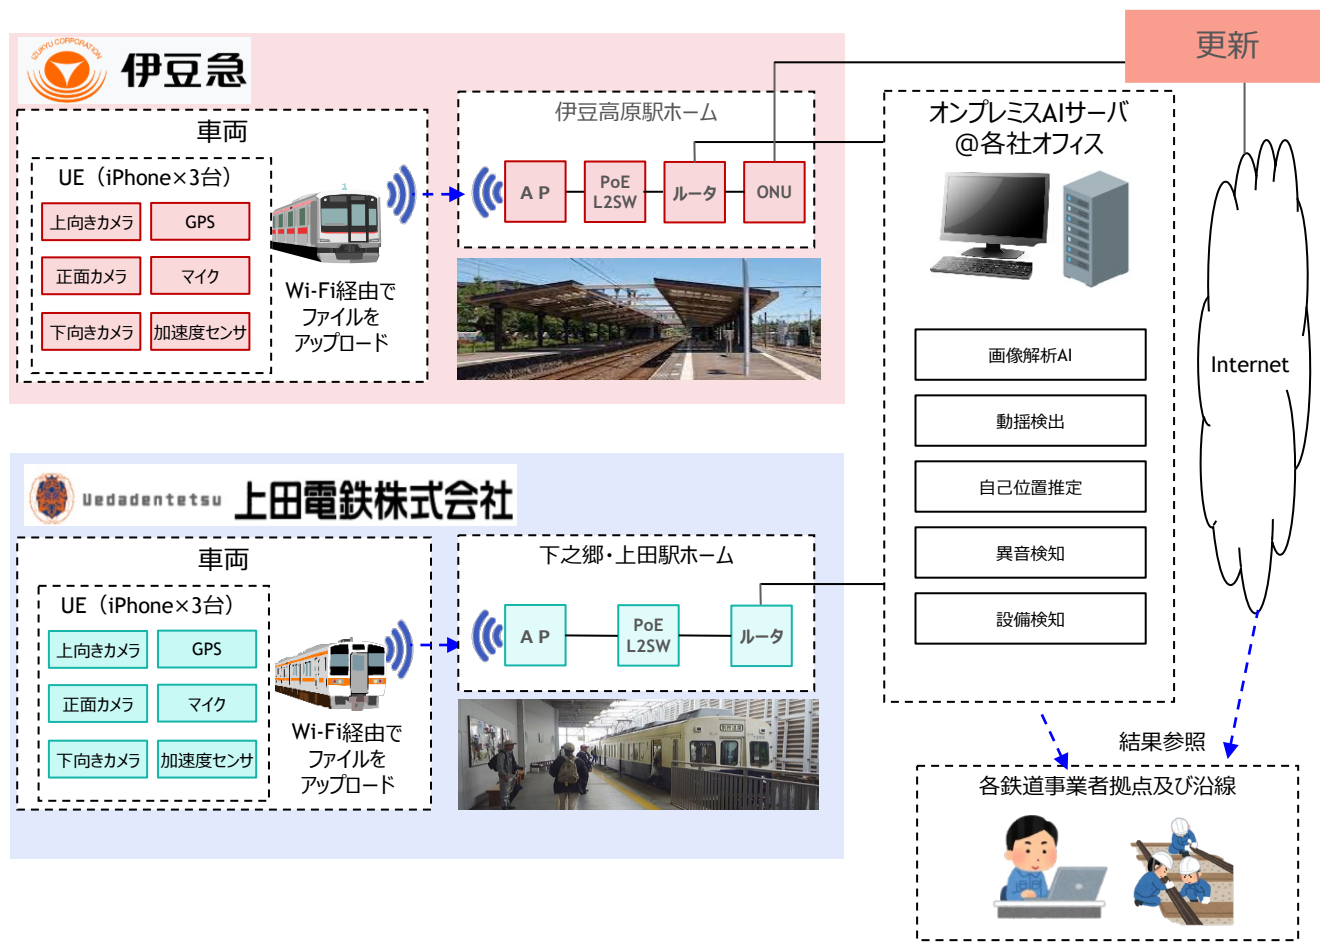 更新
IZUKYU CORPORATION
伊豆急
車両
UE（iPhone×3台）
上向きカメラ
GPS
正面カメラ
マイク
下向きカメラ
加速度センサ
Wi-Fi経由で
ファイルを
アップロード
伊豆高原駅ホーム
AP
PoE
L2SW
ルータ
ONU
Uedadentetsu
上田電鉄株式会社
車両
UE（iPhone×3台）
上向きカメラ
GPS
正面カメラ
マイク
下向きカメラ
加速度センサ
Wi-Fi経由で
ファイルを
アップロード
下之郷・上田駅ホーム
AP
PoE
L2SW
ルータ
オンプレミスAIサーバ
@各社オフィス
画像解析AI
動揺検出
自己位置推定
異音検知
設備検知
Internet
結果参照
各鉄道事業者拠点及び沿線